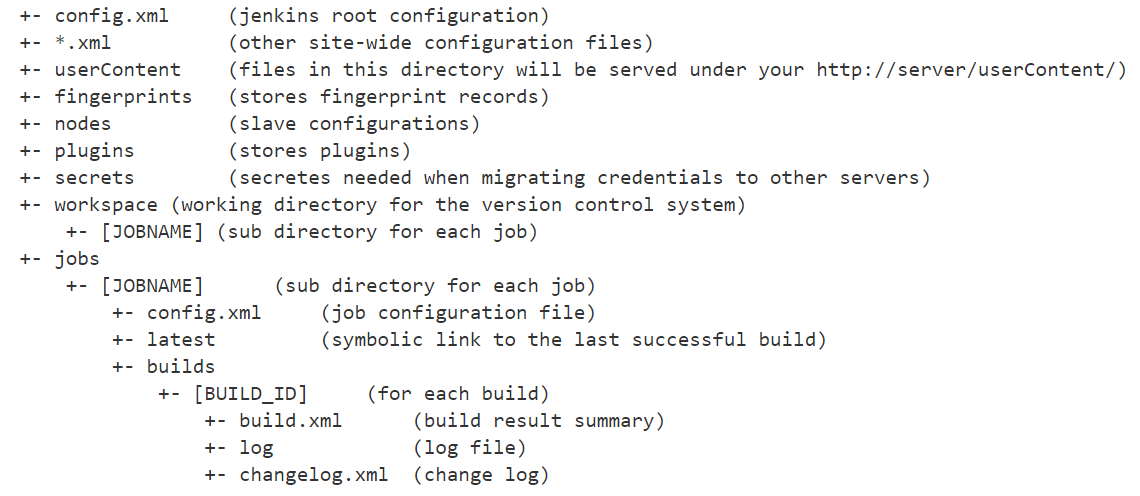 +- config.xml     (jenkins root configuration)
+- *.xml          (other site-wide configuration files)
+- userContent    (files in this directory will be served under your http://server/userContent/)
+- fingerprints   (stores fingerprint records)
+- nodes          (slave configurations)
+- plugins        (stores plugins)
+- secrets        (secretes needed when migrating credentials to other servers)
+- workspace (working directory for the version control system)
    +- [JOBNAME] (sub directory for each job)
+- jobs
    +- [JOBNAME]      (sub directory for each job)
        +- config.xml     (job configuration file)
        +- latest         (symbolic link to the last successful build)
        +- builds
            +- [BUILD_ID]     (for each build)
                +- build.xml      (build result summary)
                +- log            (log file)
                +- changelog.xml  (change log)